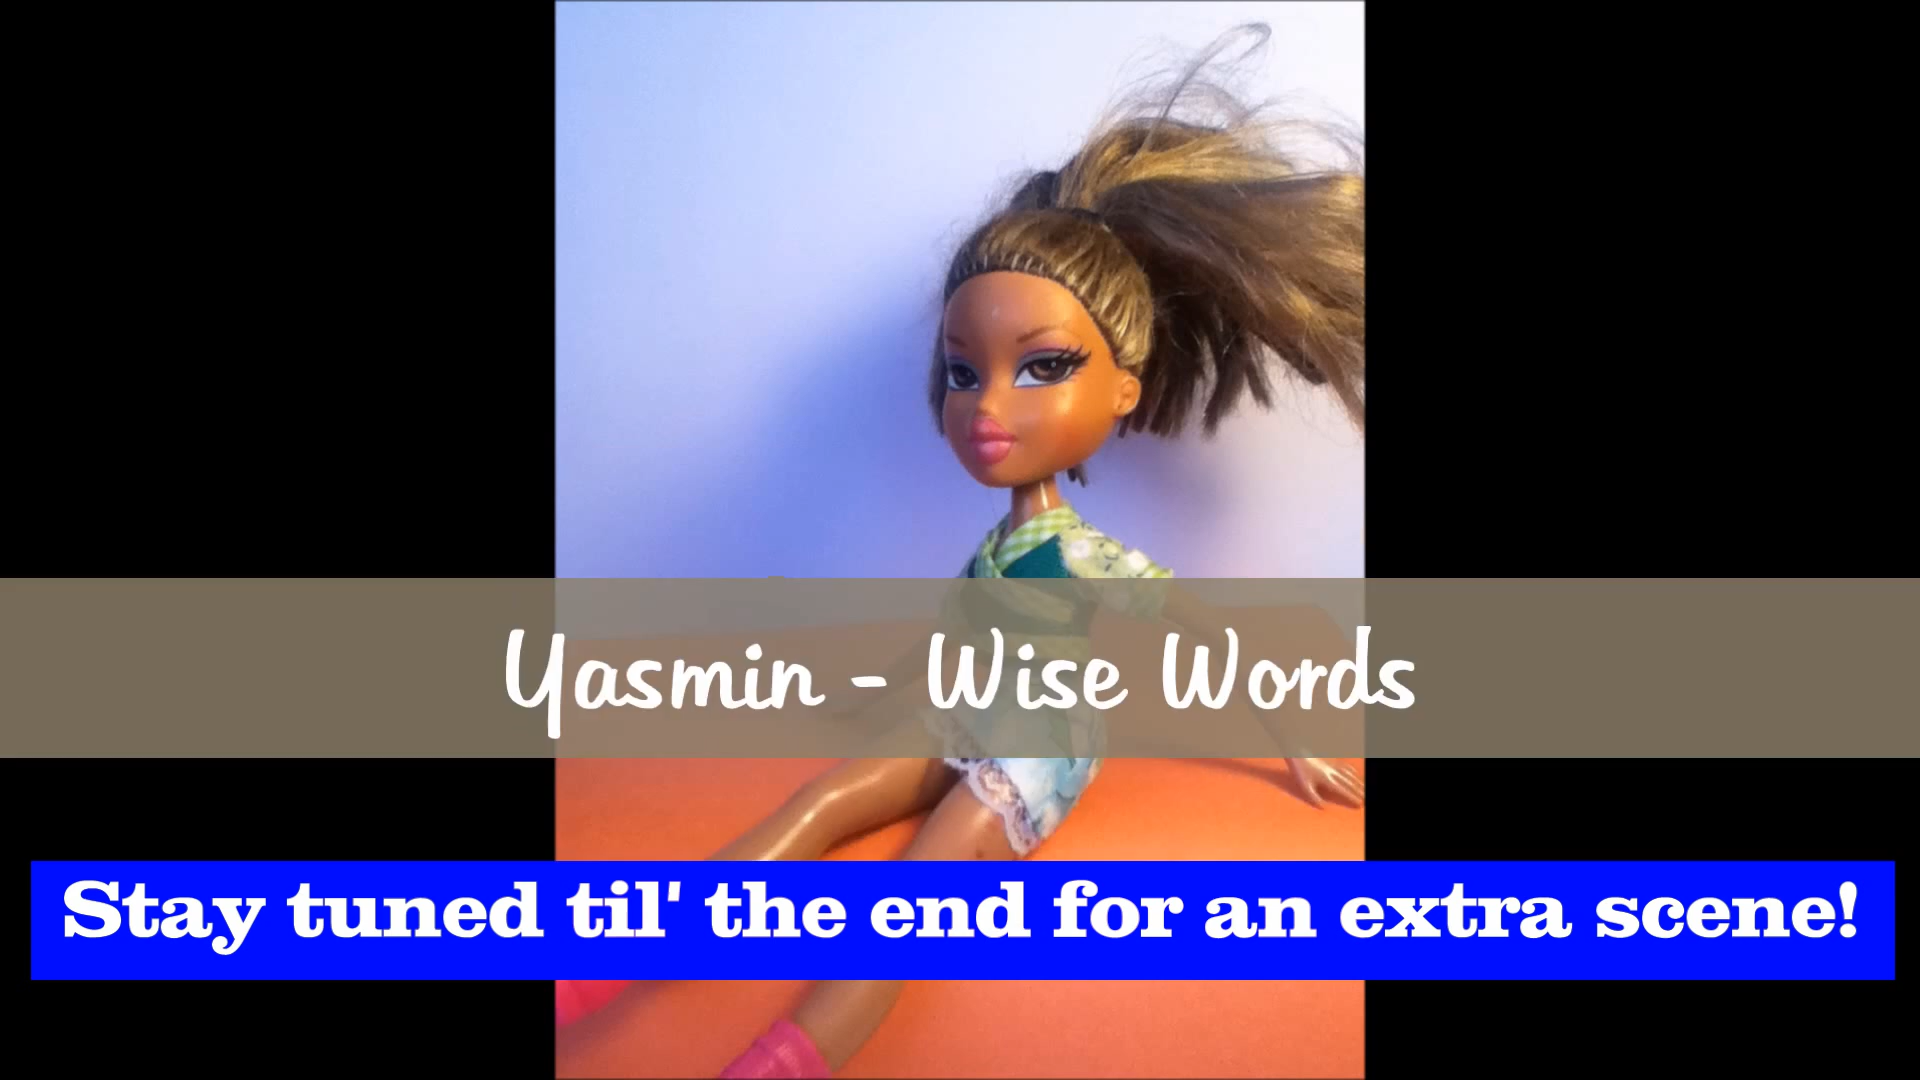 Yasmin - Wise Words
Stay tuned til' the end for an extra scene!